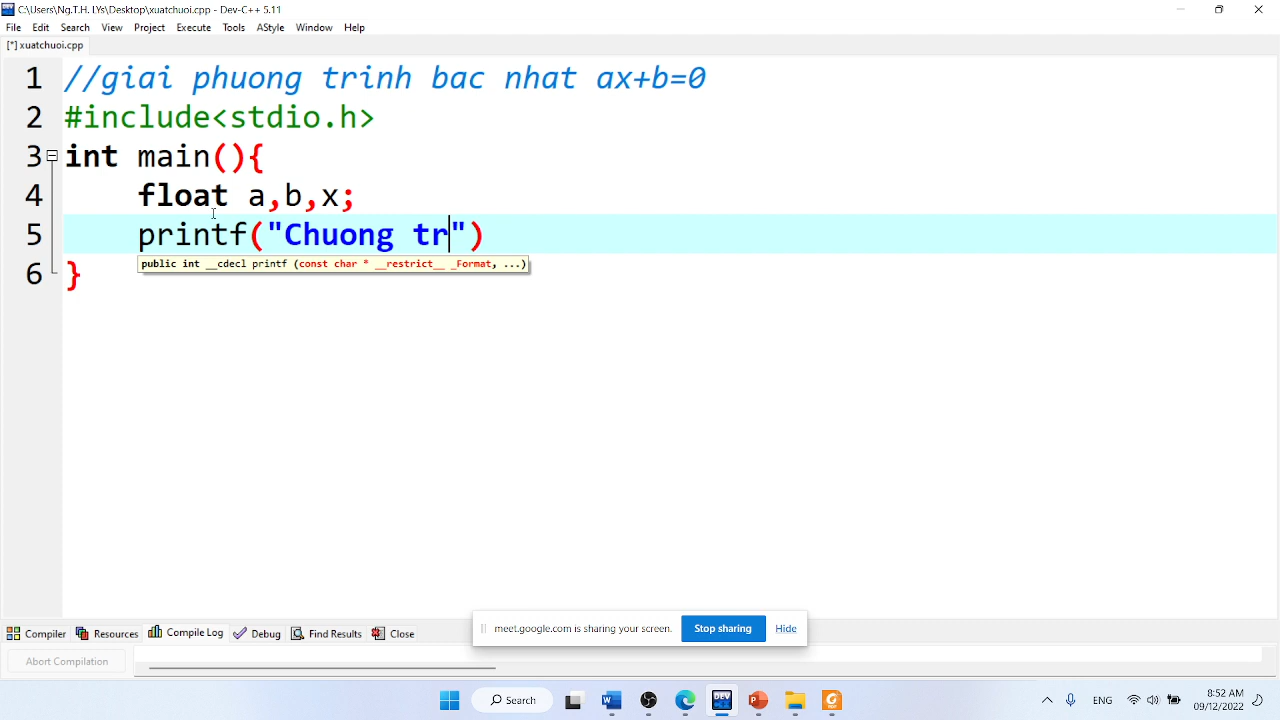 C:\Users\Ng.T.H. LYs\Desktop\xuatchuoi.cpp - Dev-C++ 5.11
File Edit Search View Project Execute Tools AStyle Window Help
[*] xuatchuoi.cpp
1 //giai phuong trinh bac nhat ax+b=0
2 #include<stdio.h>
3 int main(){
4 float a,b,x;
5 printf("Chuong tr")
public int __cdecl printf (const char * __restrict__ _Format, ...)
6 }
meet.google.com is sharing your screen. Stop sharing Hide
Compiler Resources Compile Log Debug Find Results Close
Abort Compilation
Search
ENG
8:52 AM
09/12/2022